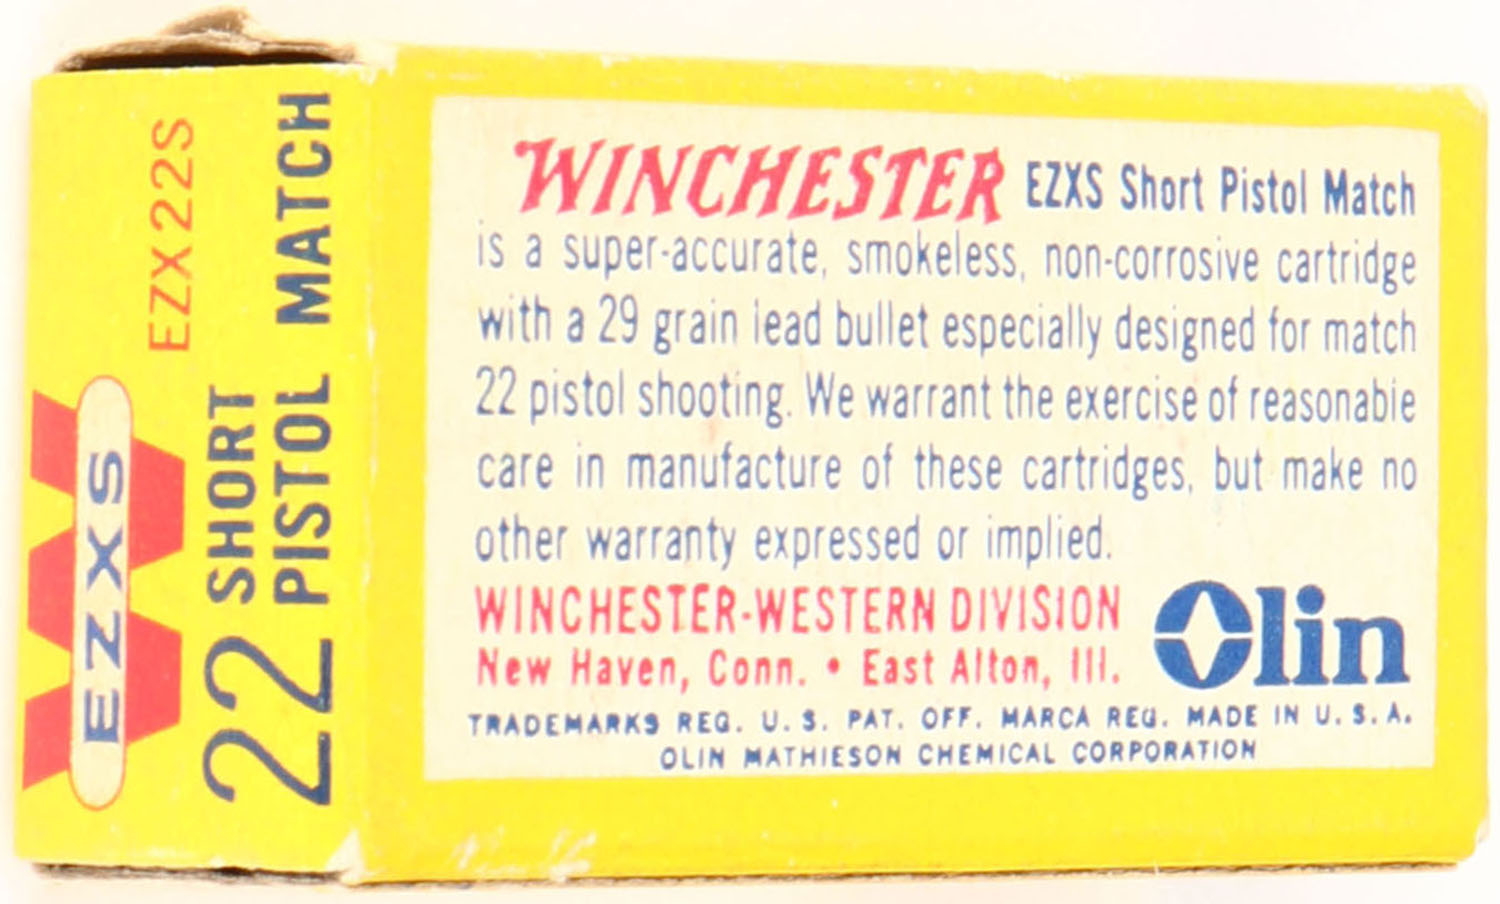 EZXS
EZX22S
22 SHORT
PISTOL MATCH
WINCHESTER EZXS Short Pistol Match
is a super-accurate, smokeless, non-corrosive cartridge
with a 29 grain lead bullet especially designed for match
22 pistol shooting. We warrant the exercise of reasonable
care in manufacture of these cartridges, but make no
other warranty expressed or implied.
WINCHESTER-WESTERN DIVISION
New Haven, Conn. • East Alton, Ill.
Olin
TRADEMARKS REG. U. S. PAT. OFF. MARCA REG. MADE IN U. S. A.
OLIN MATHIESON CHEMICAL CORPORATION